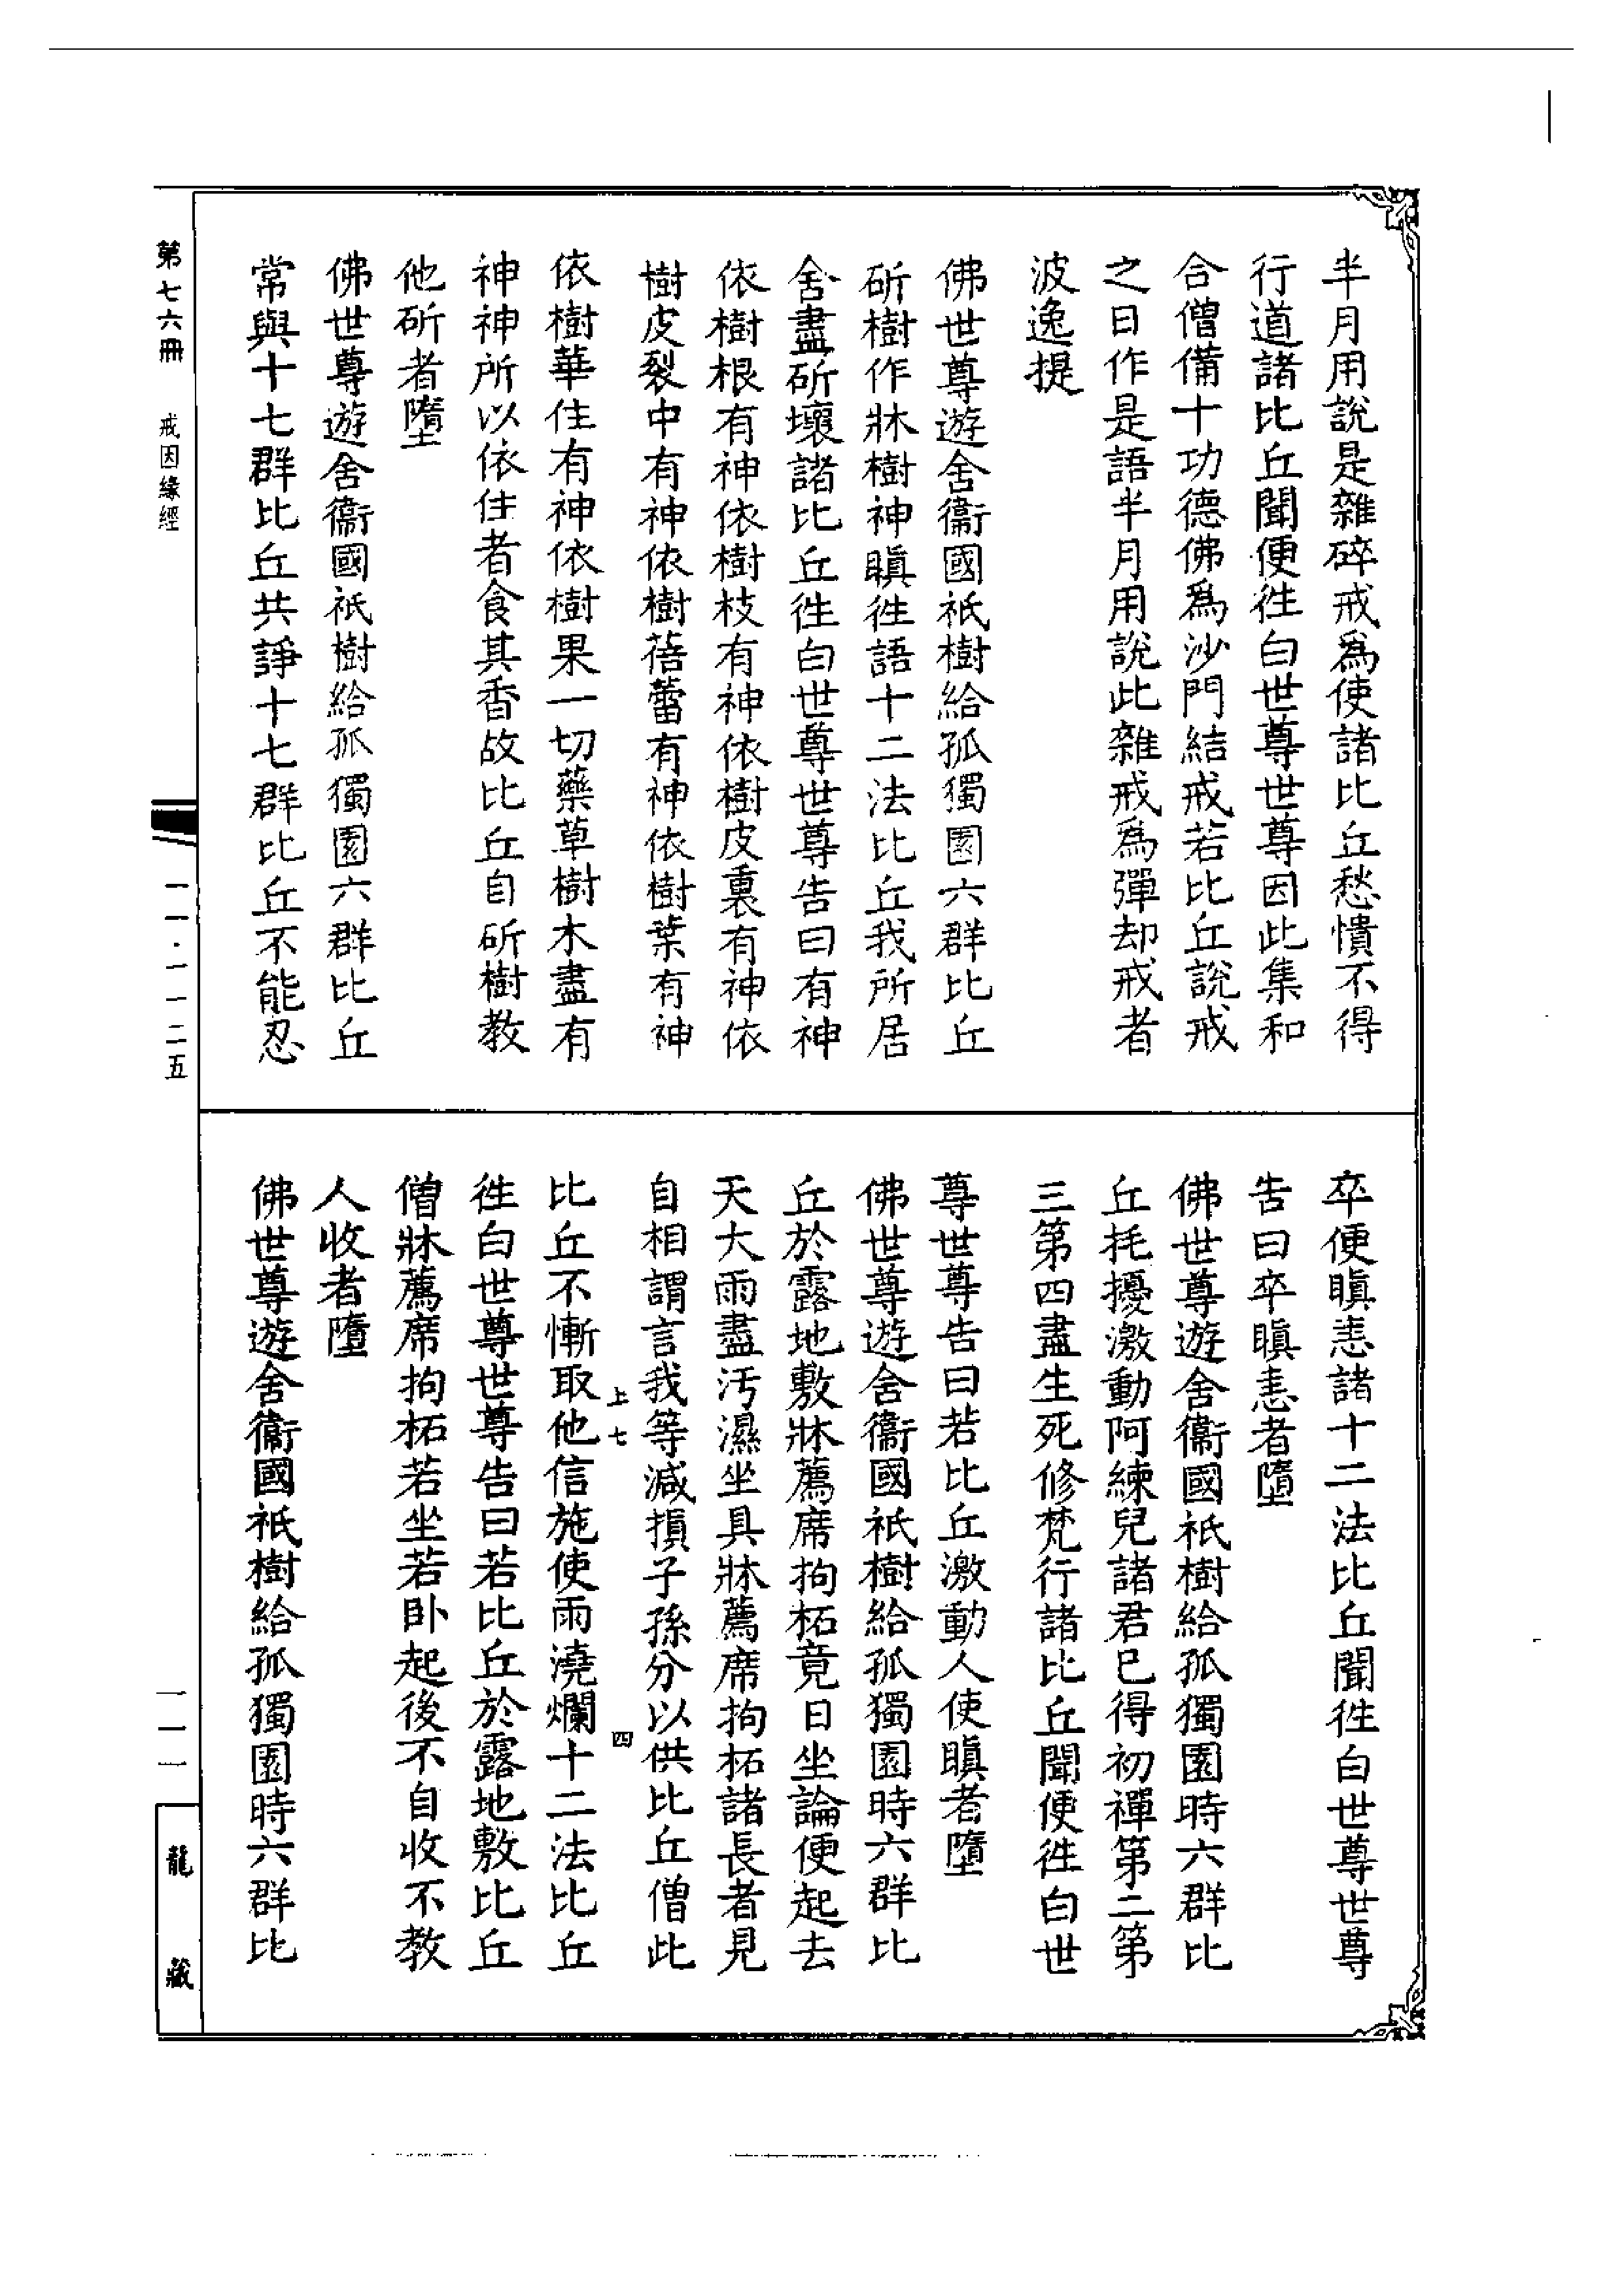 半月用說是雜碎戒爲使諸比丘愁憒不得
行道諸比丘聞便徃白世尊世尊因此集和
合僧備十功德佛爲沙門結戒若比丘說戒
之日作是語半月用說此雜戒爲彈却戒者
波逸提
佛世尊遊舍衞國祇樹給孤獨園六群比丘
斫樹作牀樹神瞋徃語十二法比丘我所居
舍盡斫壞諸比丘徃白世尊世尊告曰有神
依樹根有神依樹枝有神依樹皮裏有神依
樹皮裂中有神依樹蓓蕾有神依樹葉有神
依樹華住有神依樹果一切藥草樹木盡有
神神所以依住者食其香故比丘自斫樹教
他斫者墮
佛世尊遊舍衞國祇樹給孤獨園六群比丘
常與十七群比丘共諍十七群比丘不能忍
卒便瞋恚諸十二法比丘聞徃白世尊世尊
告曰卒瞋恚者墮
佛世尊遊舍衞國祇樹給孤獨園時六群比
丘扥擾激動阿練兒諸君已得初禪第二第
三第四盡生死修梵行諸比丘聞便徃白世
尊世尊告曰若比丘激動人使瞋者墮
佛世尊遊舍衞國祇樹給孤獨園時六群比
丘於露地敷牀薦席拘柘竟日坐論便起去
天大雨盡汚濕坐具牀薦席拘柘諸長者見
自相謂言我等減損子孫分以供比丘僧此
上七 四
比丘不慚取他信施使雨澆爛十二法比丘
徃白世尊世尊告曰若比丘於露地敷比丘
僧牀薦席拘柘若坐若卧起後不自收不教
人收者墮
佛世尊遊舍衞國祇樹給孤獨園時六群比
第七六冊 戒因緣經
一一·一一二五
一一一
龍藏